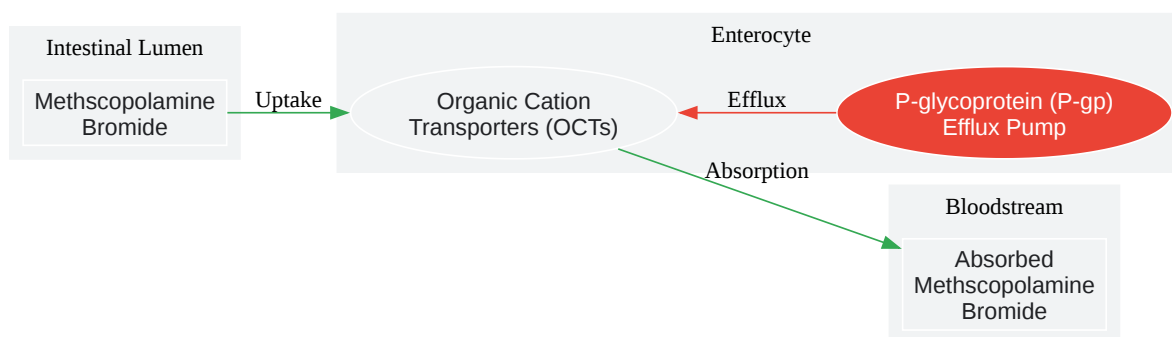 Enterocyte
Intestinal Lumen
Methscopolamine
Bromide
Uptake
Organic Cation
Transporters (OCTs)
Efflux
P-glycoprotein (P-gp)
Efflux Pump
Absorption
Bloodstream
Absorbed
Methscopolamine
Bromide